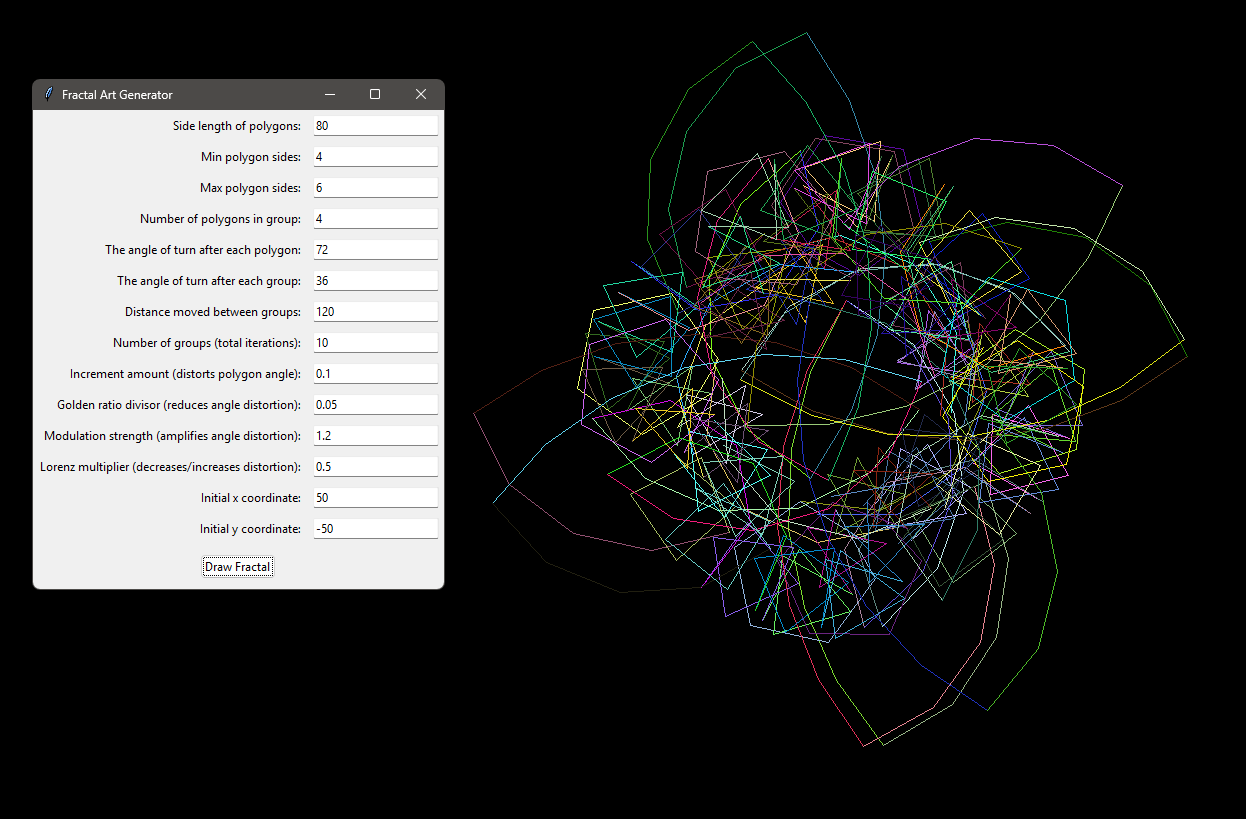 Fractal Art Generator
Side length of polygons: 80
Min polygon sides: 4
Max polygon sides: 6
Number of polygons in group: 4
The angle of turn after each polygon: 72
The angle of turn after each group: 36
Distance moved between groups: 120
Number of groups (total iterations): 10
Increment amount (distorts polygon angle): 0.1
Golden ratio divisor (reduces angle distortion): 0.05
Modulation strength (amplifies angle distortion): 1.2
Lorenz multiplier (decreases/increases distortion): 0.5
Initial x coordinate: 50
Initial y coordinate: -50
Draw Fractal